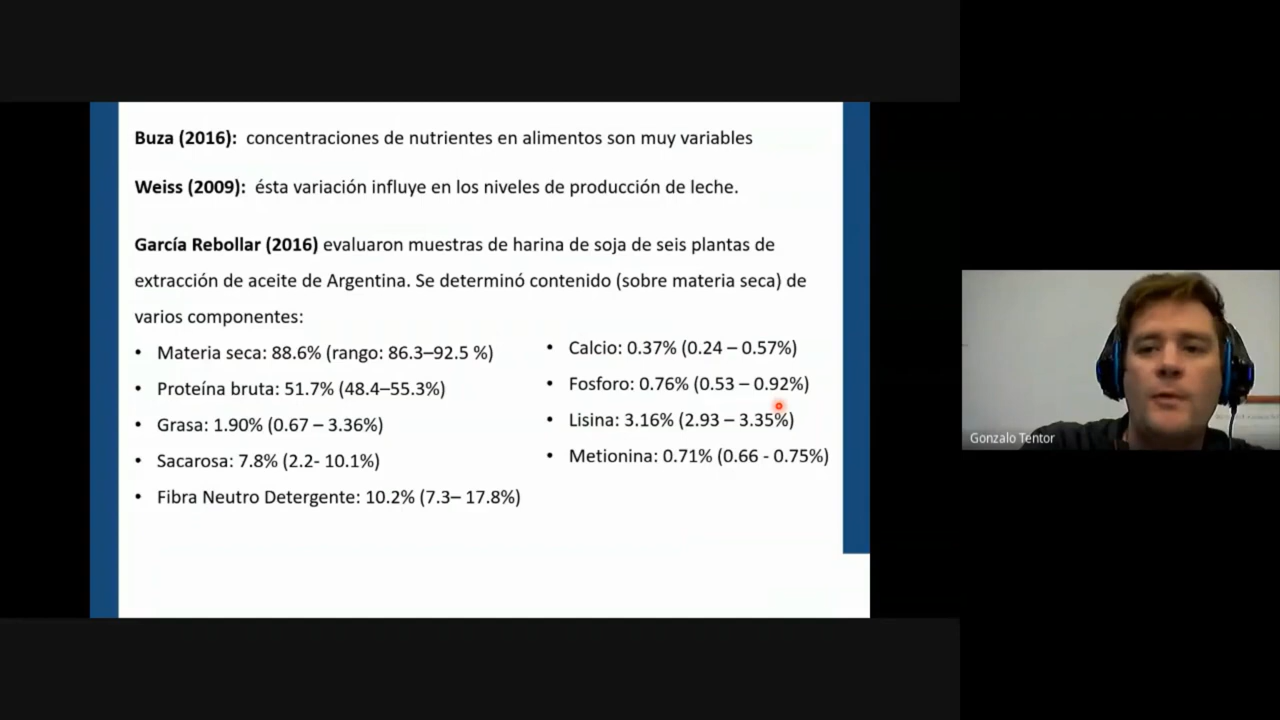 Buza (2016): concentraciones de nutrientes en alimentos son muy variables
Weiss (2009): ésta variación influye en los niveles de producción de leche.
García Rebollar (2016) evaluaron muestras de harina de soja de seis plantas de
extracción de aceite de Argentina. Se determinó contenido (sobre materia seca) de
varios componentes:
• Materia seca: 88.6% (rango: 86.3–92.5 %)
• Proteína bruta: 51.7% (48.4–55.3%)
• Grasa: 1.90% (0.67 – 3.36%)
• Sacarosa: 7.8% (2.2- 10.1%)
• Fibra Neutro Detergente: 10.2% (7.3– 17.8%)
• Calcio: 0.37% (0.24 – 0.57%)
• Fosforo: 0.76% (0.53 – 0.92%)
• Lisina: 3.16% (2.93 – 3.35%)
• Metionina: 0.71% (0.66 - 0.75%)
Gonzalo Tentor